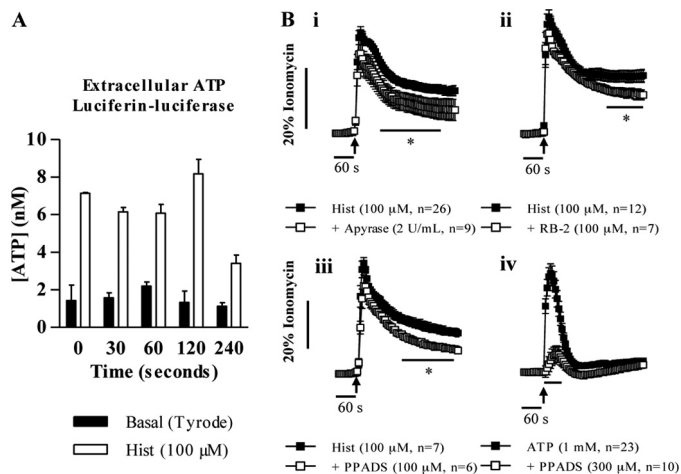 A
Extracellular ATP
Luciferin-luciferase
[ATP] (nM)
10
8
6
4
2
0
0 30 60 120 240
Time (seconds)
Basal (Tyrode)
Hist (100 µM)
B i
20% Ionomycin
*
60 s
Hist (100 µM, n=26)
+ Apyrase (2 U/mL, n=9)
ii
*
60 s
Hist (100 µM, n=12)
+ RB-2 (100 µM, n=7)
iii
20% Ionomycin
*
60 s
Hist (100 µM, n=7)
+ PPADS (100 µM, n=6)
iv
60 s
ATP (1 mM, n=23)
+ PPADS (300 µM, n=10)